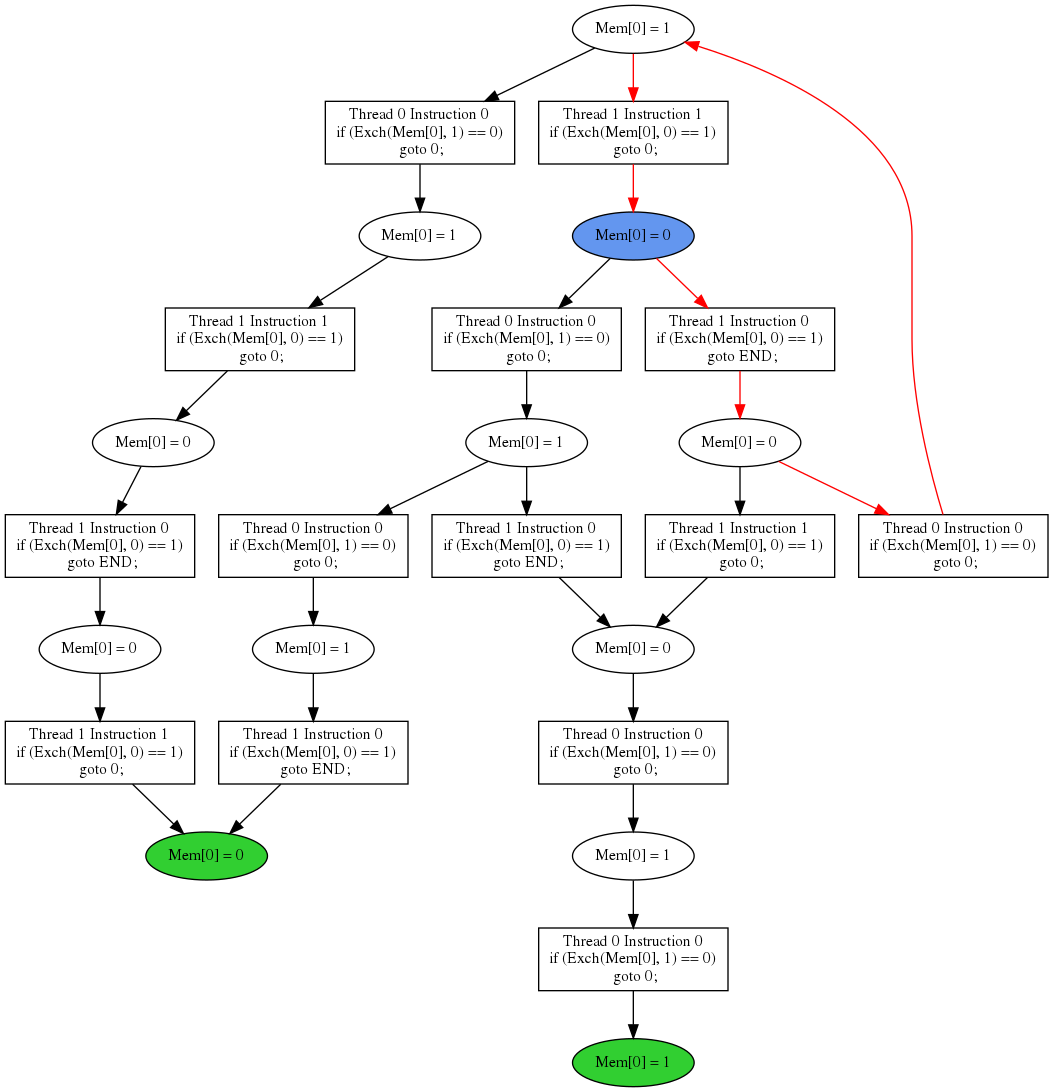 Mem[0] = 1
Thread 0 Instruction 0
if (Exch(Mem[0], 1) == 0)
goto 0;
Thread 1 Instruction 1
if (Exch(Mem[0], 0) == 1)
goto 0;
Mem[0] = 1
Mem[0] = 0
Thread 1 Instruction 1
if (Exch(Mem[0], 0) == 1)
goto 0;
Thread 0 Instruction 0
if (Exch(Mem[0], 1) == 0)
goto 0;
Thread 1 Instruction 0
if (Exch(Mem[0], 0) == 1)
goto END;
Mem[0] = 0
Mem[0] = 1
Mem[0] = 0
Thread 1 Instruction 0
if (Exch(Mem[0], 0) == 1)
goto END;
Thread 0 Instruction 0
if (Exch(Mem[0], 1) == 0)
goto 0;
Thread 1 Instruction 0
if (Exch(Mem[0], 0) == 1)
goto END;
Thread 1 Instruction 1
if (Exch(Mem[0], 0) == 1)
goto 0;
Thread 0 Instruction 0
if (Exch(Mem[0], 1) == 0)
goto 0;
Mem[0] = 0
Mem[0] = 1
Mem[0] = 0
Thread 1 Instruction 1
if (Exch(Mem[0], 0) == 1)
goto 0;
Thread 1 Instruction 0
if (Exch(Mem[0], 0) == 1)
goto END;
Thread 0 Instruction 0
if (Exch(Mem[0], 1) == 0)
goto 0;
Mem[0] = 0
Mem[0] = 1
Thread 0 Instruction 0
if (Exch(Mem[0], 1) == 0)
goto 0;
Mem[0] = 1